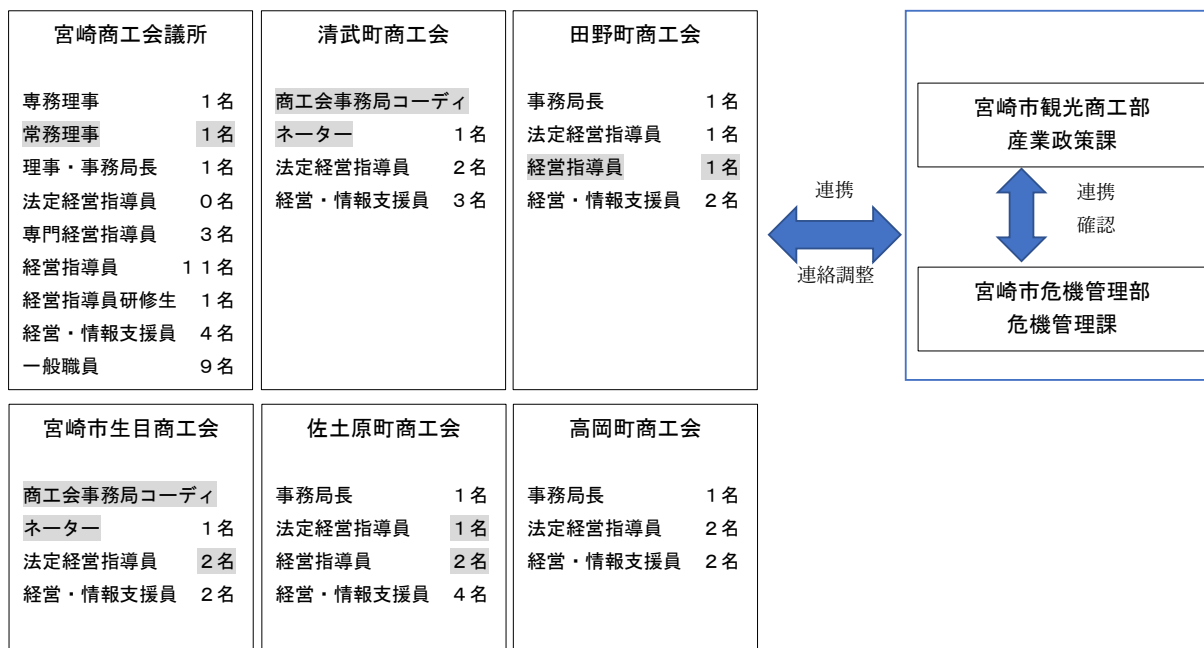 宮崎商工会議所
専務理事 1名
常務理事 1名
理事・事務局長 1名
法定経営指導員 0名
専門経営指導員 3名
経営指導員 11名
経営指導員研修生 1名
経営・情報支援員 4名
一般職員 9名
清武町商工会
商工会事務局コーディ
ネーター 1名
法定経営指導員 2名
経営・情報支援員 3名
田野町商工会
事務局長 1名
法定経営指導員 1名
経営指導員 1名
経営・情報支援員 2名
連携
連絡調整
宮崎市観光商工部
産業政策課
連携
確認
宮崎市危機管理部
危機管理課
宮崎市生目商工会
商工会事務局コーディ
ネーター 1名
法定経営指導員 2名
経営・情報支援員 2名
佐土原町商工会
事務局長 1名
法定経営指導員 1名
経営指導員 2名
経営・情報支援員 4名
高岡町商工会
事務局長 1名
法定経営指導員 2名
経営・情報支援員 2名